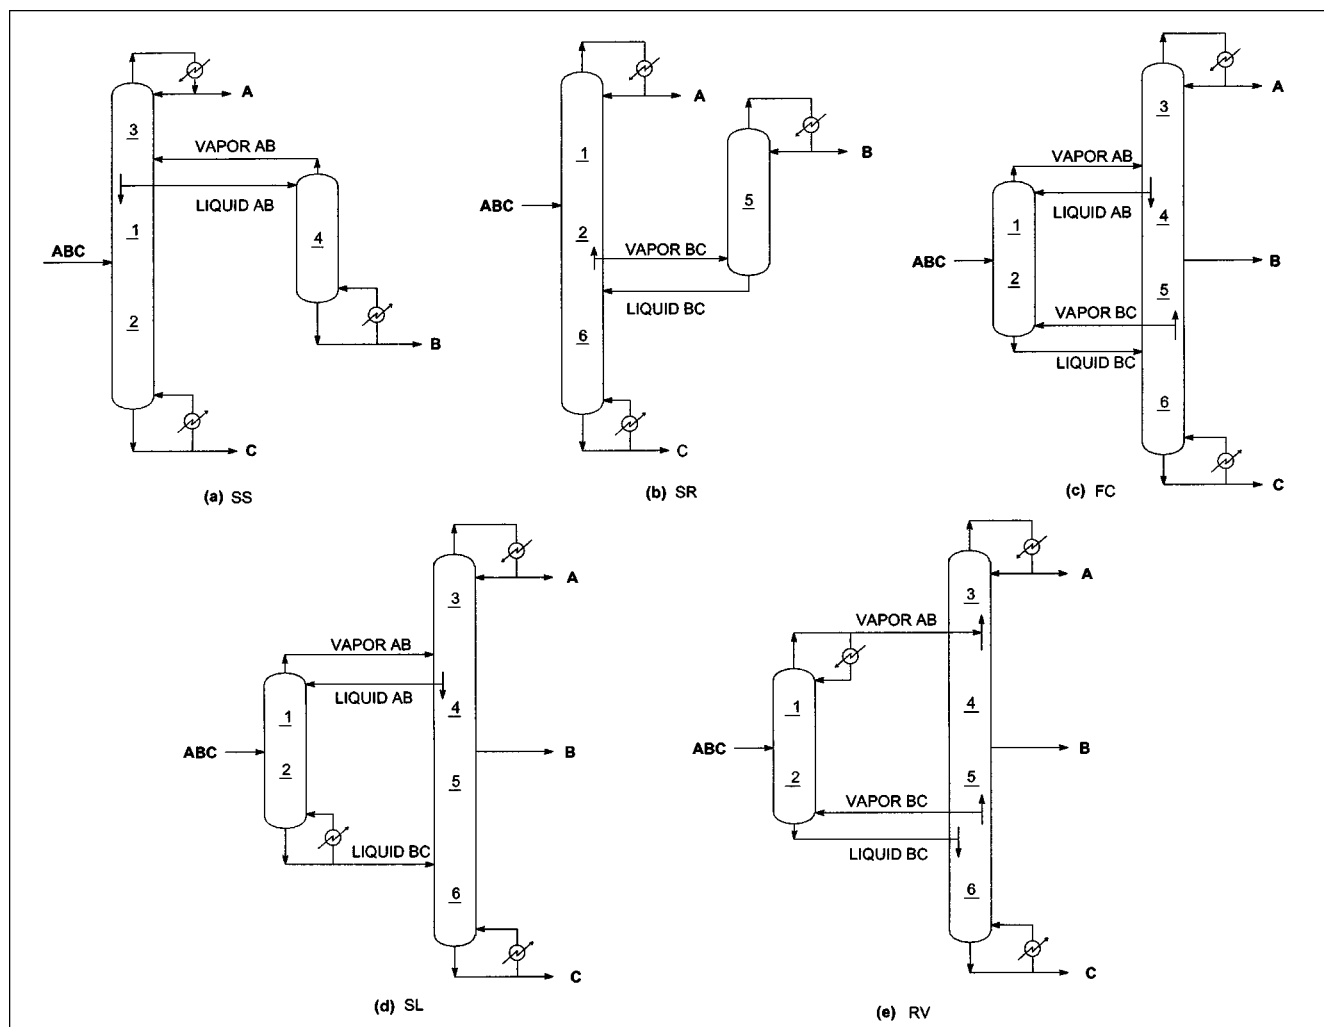 A
3
VAPOR AB
LIQUID AB
1
4
ABC
2
B
C
(a) SS
A
1
B
5
ABC
2
VAPOR BC
LIQUID BC
6
C
(b) SR
A
3
VAPOR AB
LIQUID AB
1
4
ABC
B
2
5
VAPOR BC
LIQUID BC
6
C
(c) FC
A
3
VAPOR AB
LIQUID AB
1
4
ABC
B
2
5
LIQUID BC
6
C
(d) SL
A
3
VAPOR AB
1
4
ABC
B
2
5
VAPOR BC
LIQUID BC
6
C
(e) RV